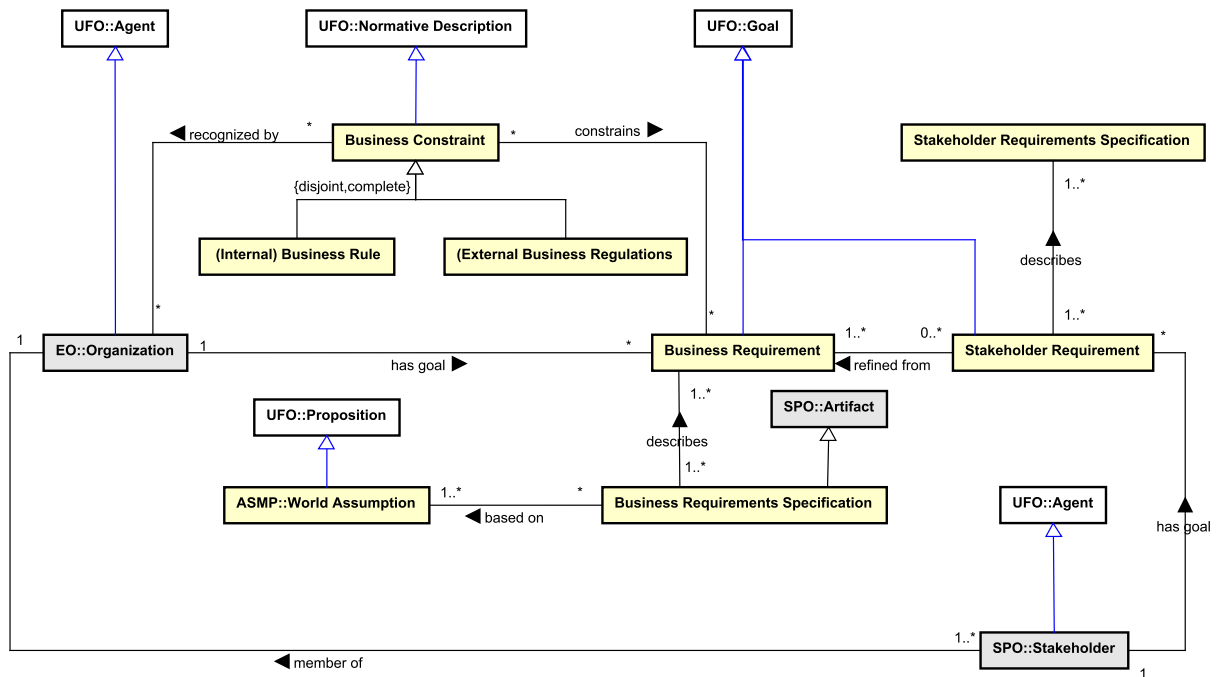 UFO::Agent
UFO::Normative Description
UFO::Goal
recognized by
*
Business Constraint
*
constrains
Stakeholder Requirements Specification
{disjoint,complete}
1..*
(Internal) Business Rule
(External Business Regulations
describes
*
*
1..*
1
EO::Organization
1
*
Business Requirement
1..*
0..*
Stakeholder Requirement
*
has goal
refined from
1..*
UFO::Proposition
SPO::Artifact
describes
1..*
ASMP::World Assumption
1..*
*
Business Requirements Specification
based on
UFO::Agent
has goal
1..*
SPO::Stakeholder
member of
1